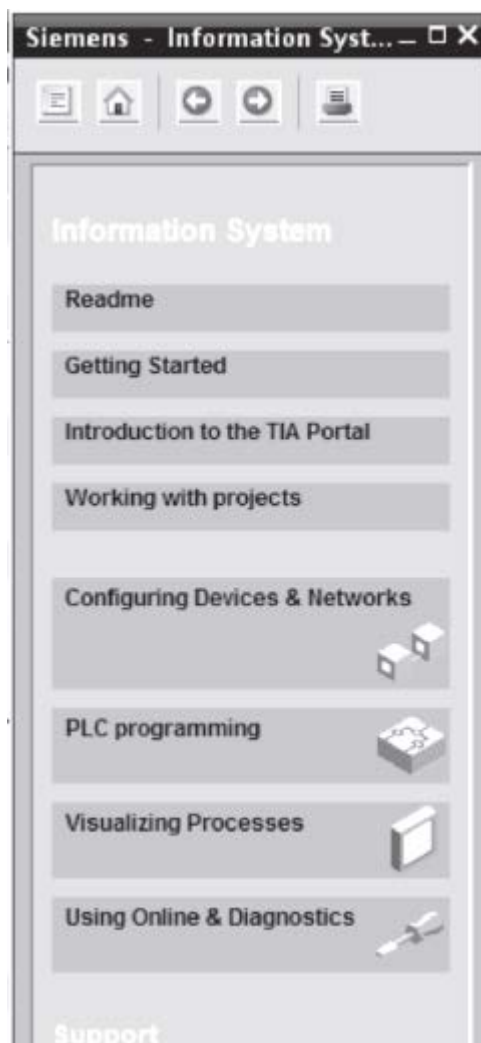 Siemens - Information Syst...
Information System
Readme
Getting Started
Introduction to the TIA Portal
Working with projects
Configuring Devices & Networks
PLC programming
Visualizing Processes
Using Online & Diagnostics
Support